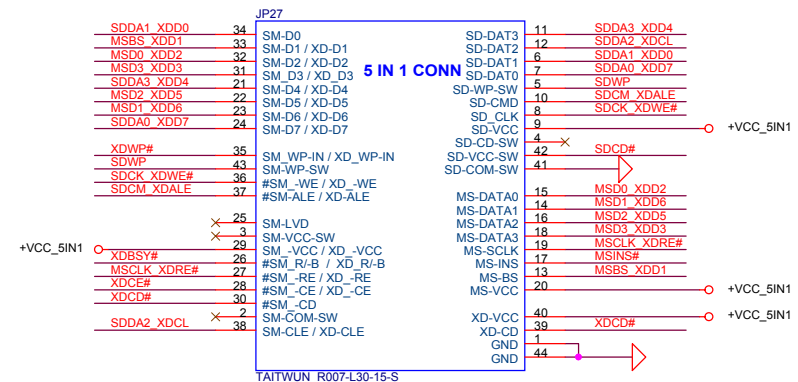 JP27
5 IN 1 CONN
SDDA1_XDD0 34 SM-D0
MSBS_XDD1 33 SM-D1 / XD-D1
MSD0_XDD2 32 SM-D2 / XD-D2
MSD3_XDD3 31 SM_D3 / XD_D3
SDDA3_XDD4 21 SM-D4 / XD-D4
MSD2_XDD5 22 SM-D5 / XD-D5
MSD1_XDD6 23 SM-D6 / XD-D6
SDDA0_XDD7 24 SM-D7 / XD-D7
XDWP# 35 SM_WP-IN / XD_WP-IN
SDWP 43 SM-WP-SW
SDCK_XDWE# 36 #SM_-WE / XD_-WE
SDCM_XDALE 37 #SM-ALE / XD-ALE
25 SM-LVD
3 SM-VCC-SW
+VCC_5IN1 29 SM_-VCC / XD_-VCC
XDBSY# 26 #SM_R/-B / XD_R/-B
MSCLK_XDRE# 27 #SM_-RE / XD_-RE
XDCE# 28 #SM_-CE / XD_-CE
XDCD# 30 #SM_-CD
2 SM-COM-SW
SDDA2_XDCL 38 SM-CLE / XD-CLE
SD-DAT3 11 SDDA3_XDD4
SD-DAT2 12 SDDA2_XDCL
SD-DAT1 6 SDDA1_XDD0
SD-DAT0 7 SDDA0_XDD7
SD-WP-SW 5 SDWP
SD-CMD 10 SDCM_XDALE
SD_CLK 8 SDCK_XDWE#
SD-VCC 9 +VCC_5IN1
SD-CD-SW 4
SD-VCC-SW 42 SDCD#
SD-COM-SW 41
MS-DATA0 15 MSD0_XDD2
MS-DATA1 14 MSD1_XDD6
MS-DATA2 16 MSD2_XDD5
MS-DATA3 18 MSD3_XDD3
MS-SCLK 19 MSCLK_XDRE#
MS-INS 17 MSINS#
MS-BS 13 MSBS_XDD1
MS-VCC 20 +VCC_5IN1
XD-VCC 40 +VCC_5IN1
XD-CD 39 XDCD#
GND 1
GND 44
TAITWUN_R007-L30-15-S